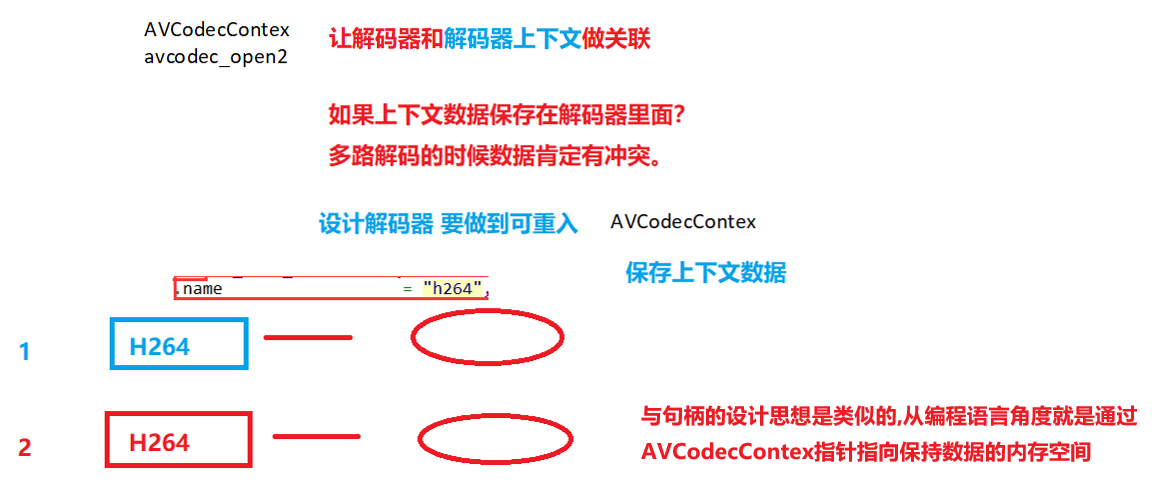 AVCodecContex
avcodec_open2
让解码器和解码器上下文做关联
如果上下文数据保存在解码器里面?
多路解码的时候数据肯定有冲突。
设计解码器 要做到可重入
AVCodecContex
保存上下文数据
.name = "h264",
1
H264
2
H264
与句柄的设计思想是类似的,从编程语言角度就是通过
AVCodecContex指针指向保持数据的内存空间